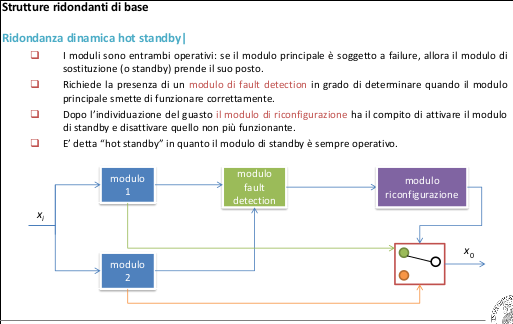 Strutture ridondanti di base
Ridondanza dinamica hot standby|
I moduli sono entrambi operativi: se il modulo principale è soggetto a failure, allora il modulo di
sostituzione (o standby) prende il suo posto.
Richiede la presenza di un modulo di fault detection in grado di determinare quando il modulo
principale smette di funzionare correttamente.
Dopo l'individuazione del guasto il modulo di riconfigurazione ha il compito di attivare il modulo
di standby e disattivare quello non più funzionante.
E' detta "hot standby" in quanto il modulo di standby è sempre operativo.
modulo
1
modulo
fault
detection
modulo
riconfigurazione
xi
xo
modulo
2